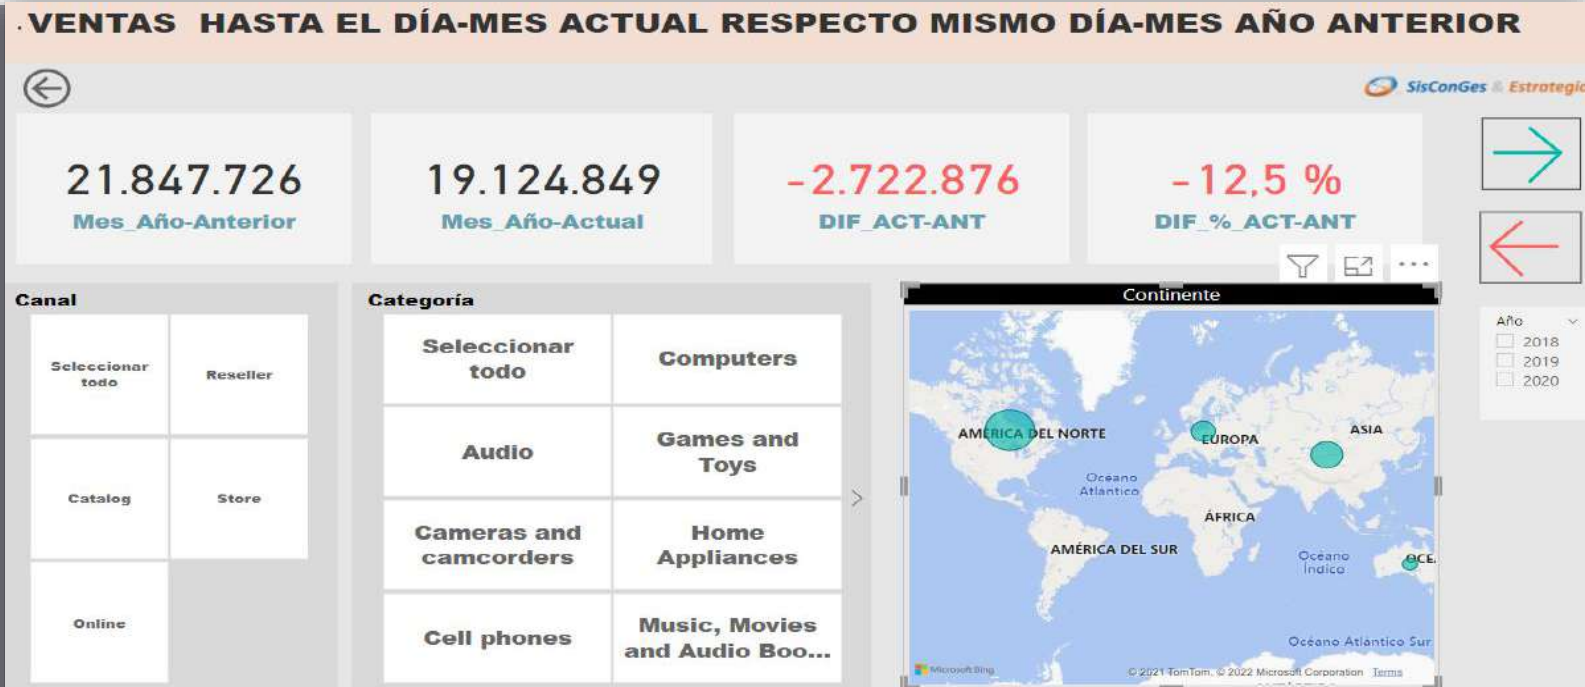 .VENTAS HASTA EL DÍA-MES ACTUAL RESPECTO MISMO DÍA-MES AÑO ANTERIOR
SisConGes & Estrategia
21.847.726
Mes_Año-Anterior
19.124.849
Mes_Año-Actual
-2.722.876
DIF_ACT-ANT
-12,5 %
DIF_%_ACT-ANT
Canal
Seleccionar
todo
Reseller
Catalog
Store
Online
Categoría
Seleccionar
todo
Computers
Audio
Games and
Toys
Cameras and
camcorders
Home
Appliances
Cell phones
Music, Movies
and Audio Boo...
Continente
AMÉRICA DEL NORTE
EUROPA
ASIA
Océano
Atlántico
ÁFRICA
AMÉRICA DEL SUR
Océano
Índico
OCE
Océano Atlántico Sur
Microsoft Bing
© 2021 TomTom, © 2022 Microsoft Corporation Terms
Año
2018
2019
2020